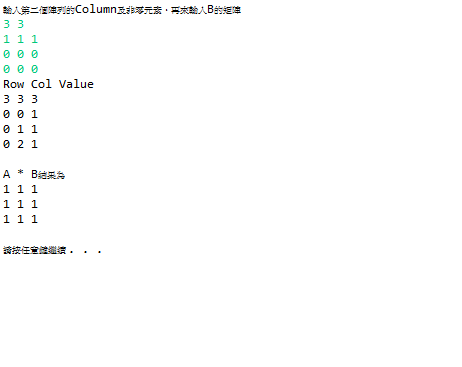 輸入第二個陣列的Column及非零元素，再來輸入B的矩陣
3 3
1 1 1
0 0 0
0 0 0
Row Col Value
3 3 3
0 0 1
0 1 1
0 2 1
A * B結果為
1 1 1
1 1 1
1 1 1
請按任意鍵繼續 . . .